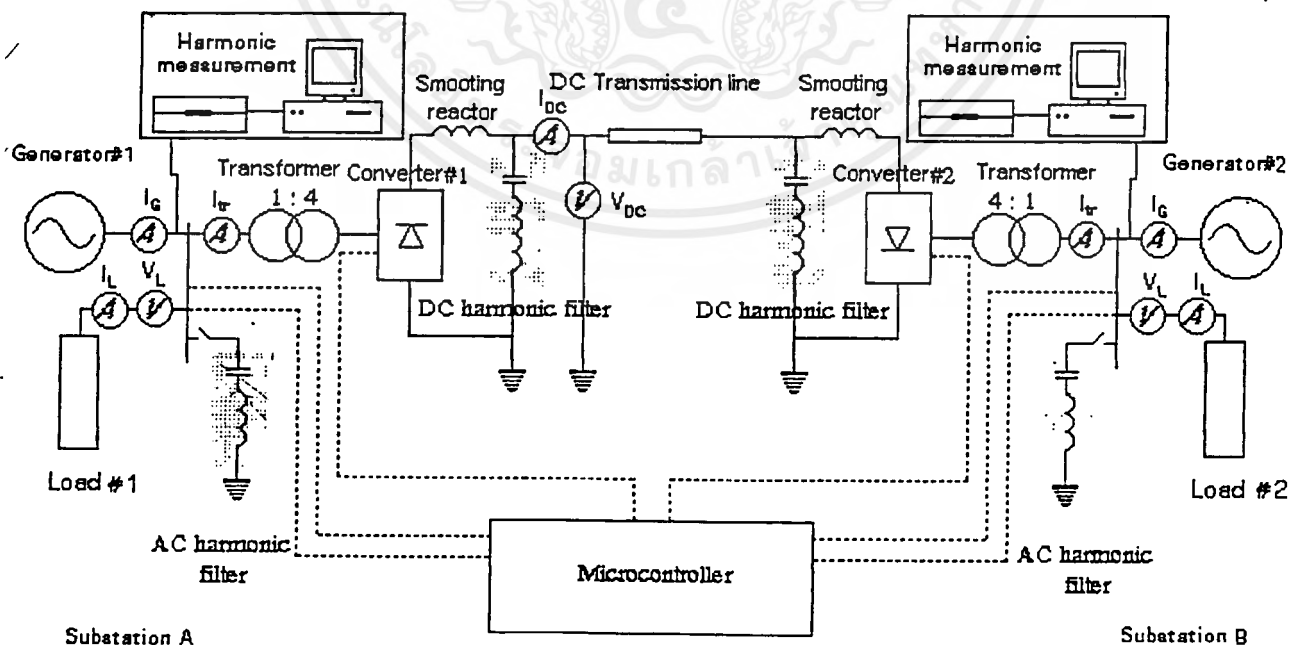 Harmonic
measurement
Harmonic
measurement
Smooting
reactor
DC Transmission line
I_DC
Smooting
reactor
Generator#1
Transformer
1 : 4
Converter#1
Converter#2
Transformer
4 : 1
Generator#2
I_G
A
I_tr
A
A
V
V_DC
I_tr
A
I_G
A
I_L
A
V_L
V
V_L
V
I_L
A
DC harmonic filter
DC harmonic filter
Load #1
Load #2
AC harmonic
filter
Microcontroller
AC harmonic
filter
Substation A
Substation B